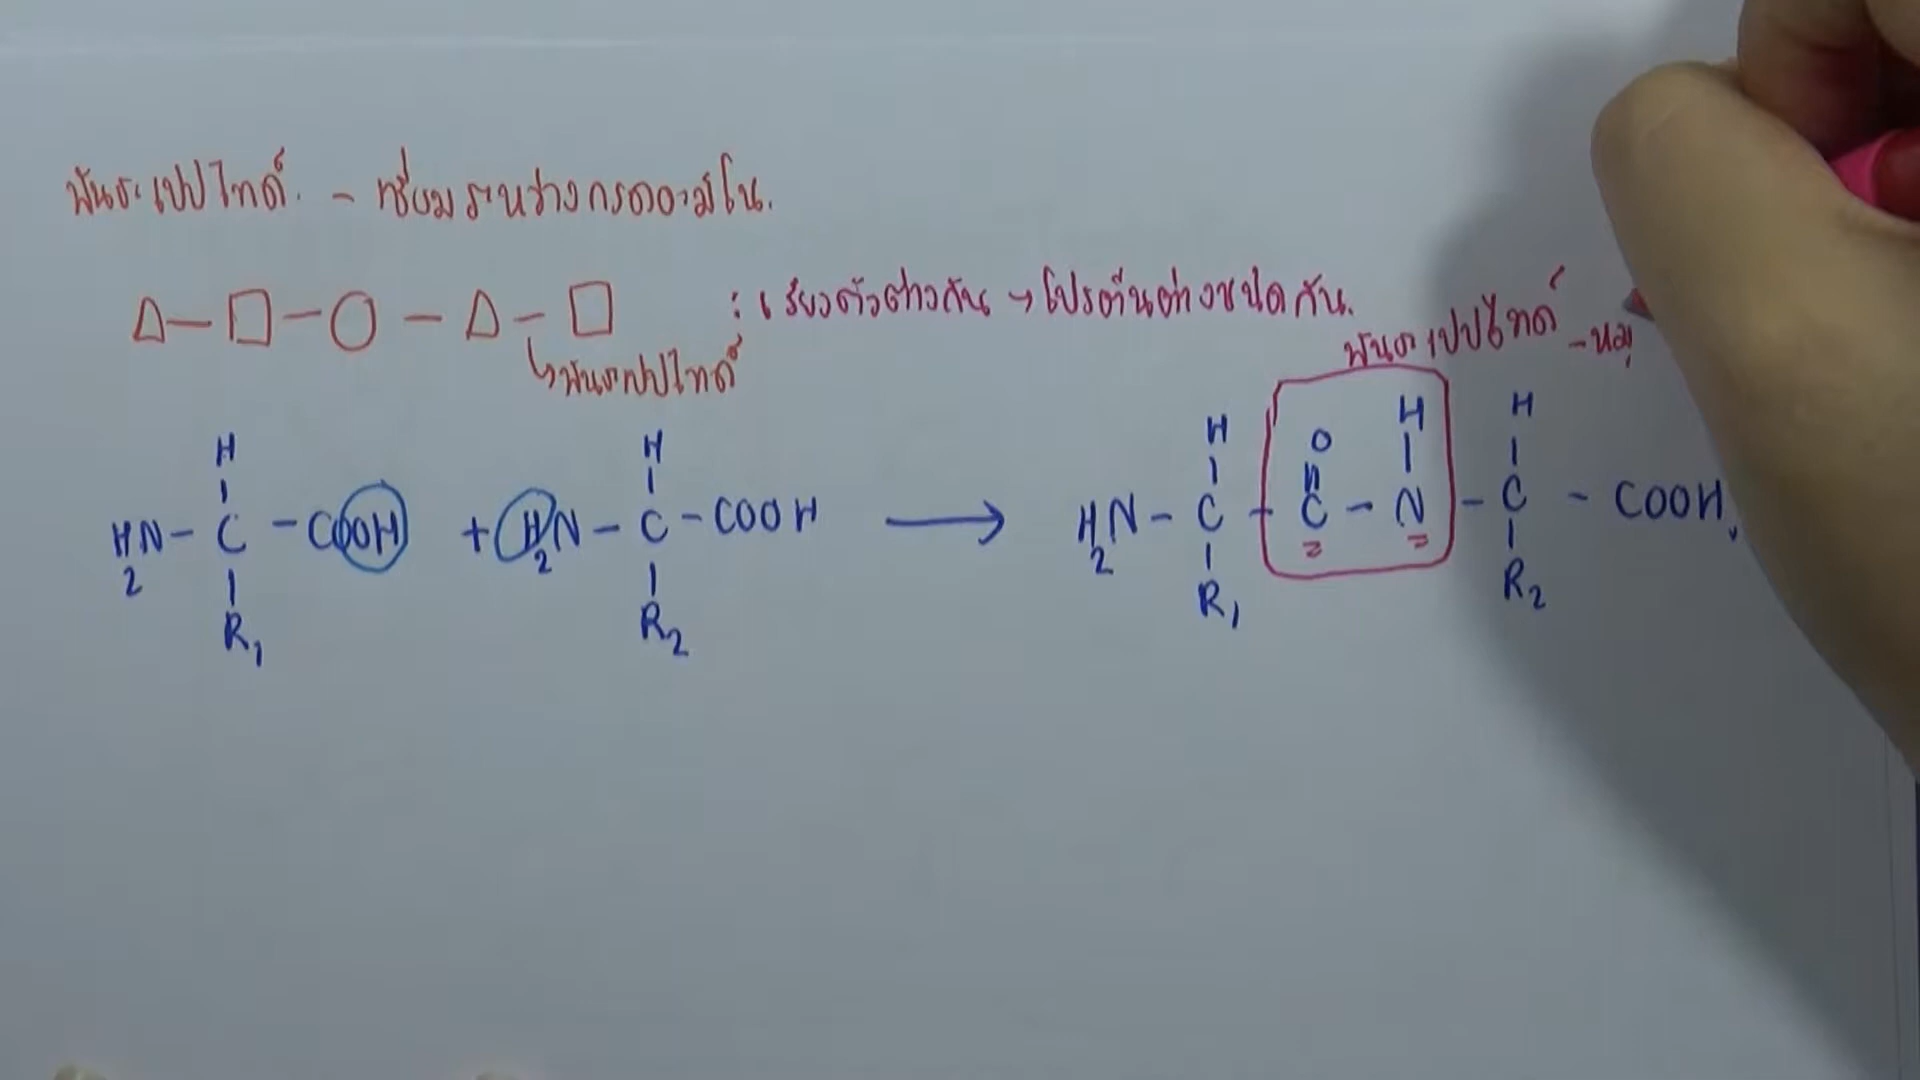 พันธะเปปไทด์. - เชื่อมระหว่างกรดอะมิโน.
: เรียงตัวต่างกัน → โปรตีนต่างชนิดกัน.
↳ พันธะเปปไทด์
พันธะเปปไทด์ - หมู
H H O H H
H₂N - C - COOH + H₂N - C - COOH → H₂N - C - C - N - C - COOH
R₁ R₂ R₁ R₂